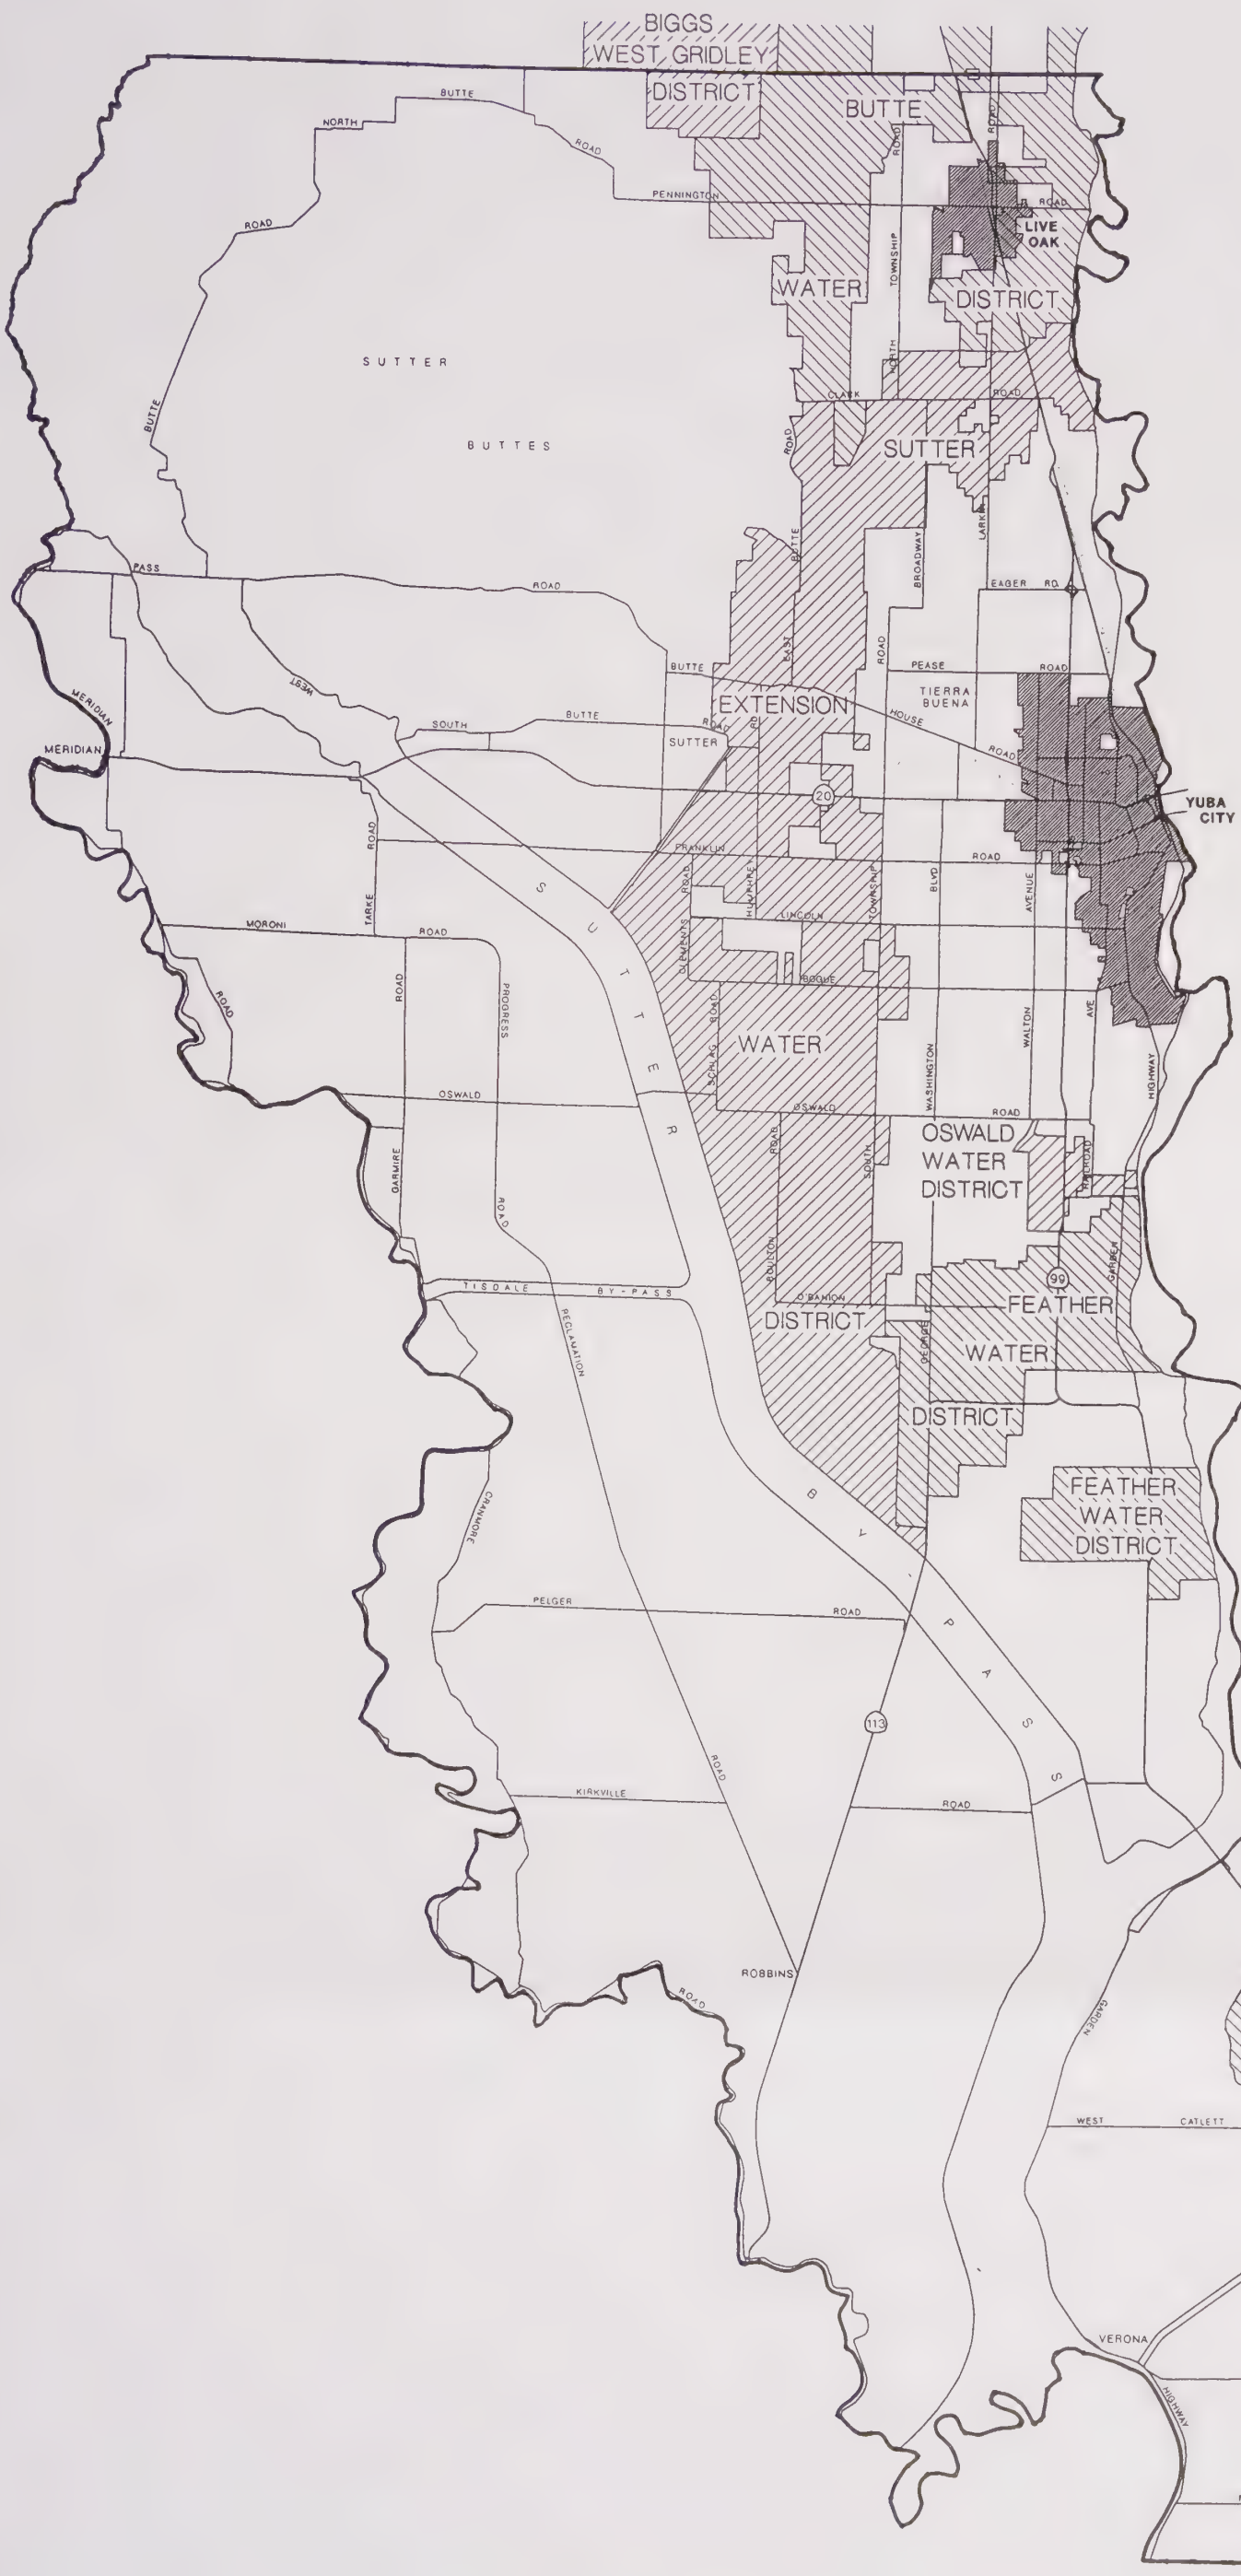 BIGGS
WEST GRIDLEY
DISTRICT
BUTTE
BUTTE
NORTH
ROAD
ROAD
ROAD
PENNINGTON
ROAD
ROAD
LIVE
OAK
TOWNSHIP
WATER
DISTRICT
NORTH
SUTTER
BUTTES
BUTTE
CLARK
ROAD
ROAD
SUTTER
LARKIN
BUTTE
BROADWAY
PASS
ROAD
EAGER RD.
EAST
ROAD
BUTTE
PEASE
ROAD
TIERRA
BUENA
EXTENSION
HOUSE
ROAD
WEST
MERIDIAN
MERIDIAN
SOUTH
BUTTE
ROAD
RD
SUTTER
20
YUBA
CITY
ROAD
TARKE
FRANKLIN
ROAD
ROAD
HUMPHREY
TOWNSHIP
BLVD
AVENUE
LINCOLN
CLEMENTS
MORONI
ROAD
ROAD
ROAD
PROGRESS
BOGUE
ROAD
SCHLAG
WATER
WASHINGTON
WALTON
AVE
HIGHWAY
SUTTER
OSWALD
OSWALD
ROAD
ROAD
SOUTH
OSWALD
WATER
DISTRICT
RAILROAD
GARMIRE
ROAD
BOULTON
GARDEN
99
TISDALE
BY-PASS
O'BANION
FEATHER
DISTRICT
GEORGE
WATER
RECLAMATION
DISTRICT
FEATHER
WATER
DISTRICT
CRANMORE
BY-PASS
PELGER
ROAD
113
ROAD
KIRKVILLE
ROAD
ROBBINS
ROAD
GARDEN
WEST
CATLETT
VERONA
HIGHWAY